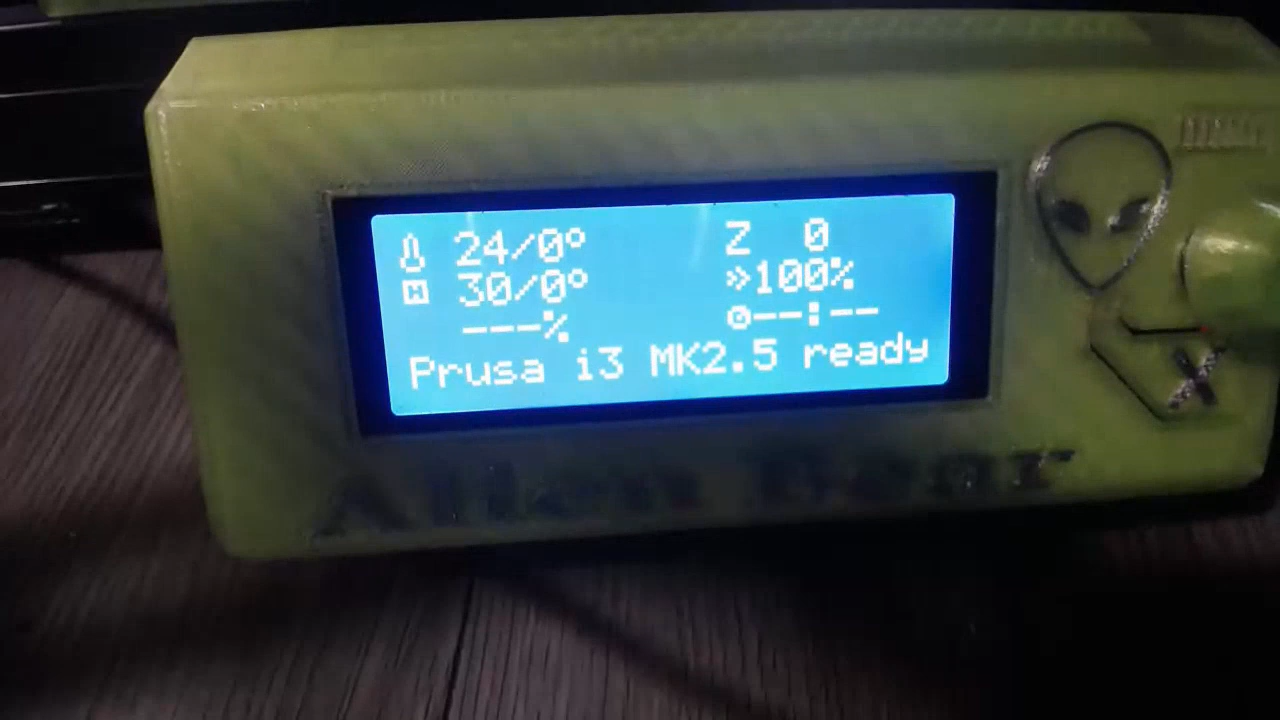 24/0° Z 0
30/0° »100%
---% --:--
Prusa i3 MK2.5 ready
X